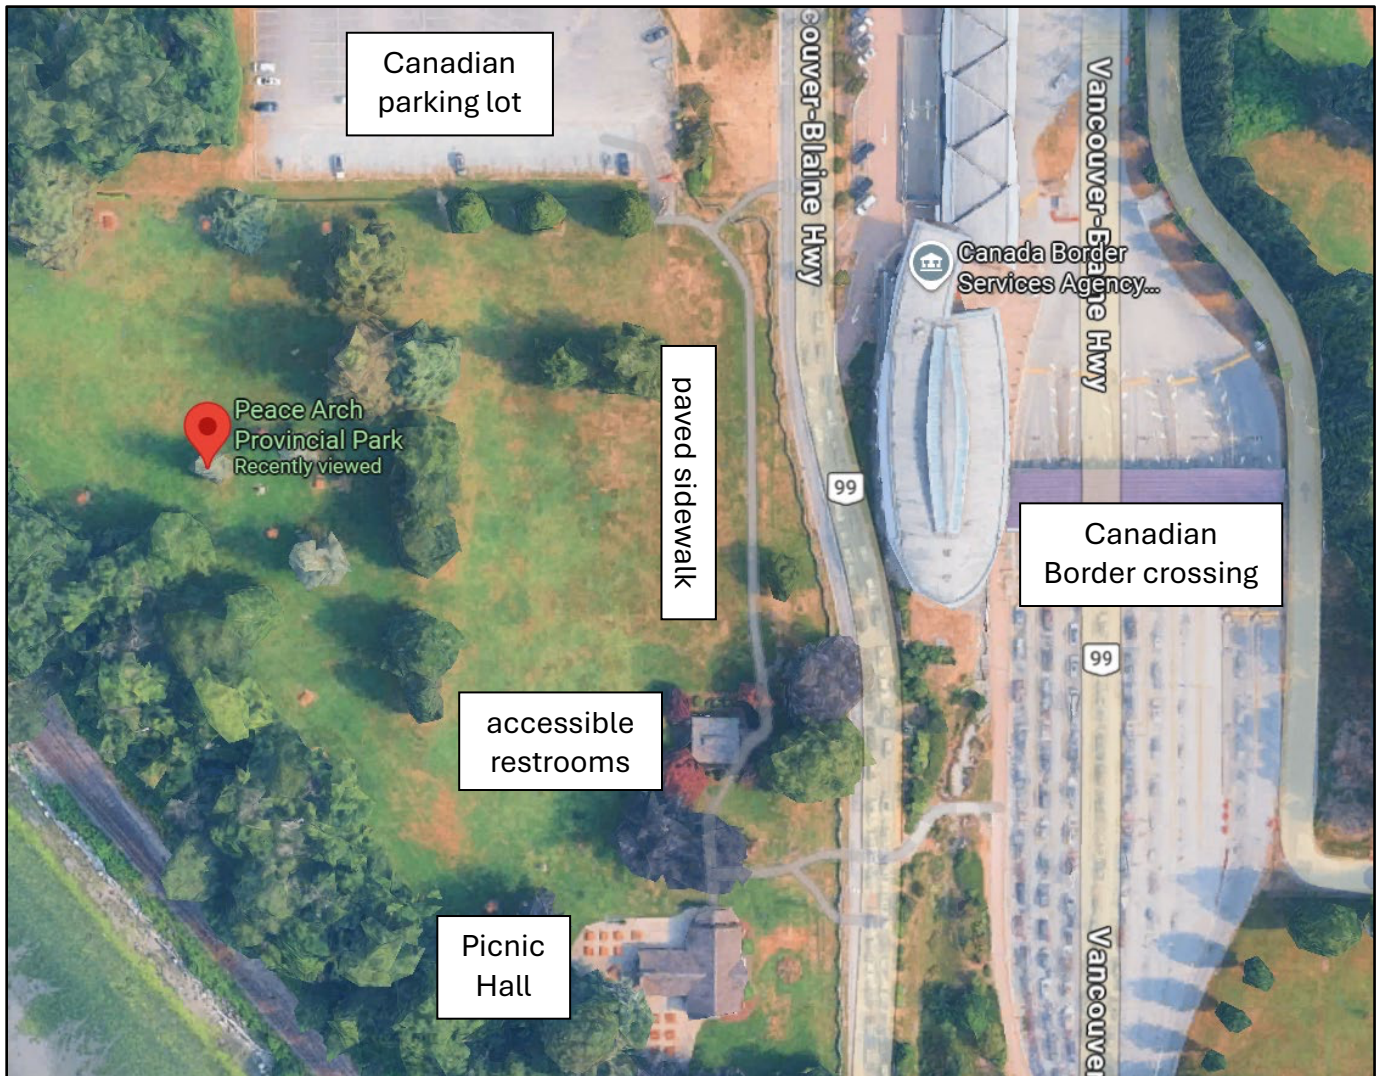 Canadian
parking lot
couver-Blaine Hwy
Vancouver-Blaine Hwy
Canada Border
Services Agency...
paved sidewalk
Peace Arch
Provincial Park
Recently viewed
99
Canadian
Border crossing
99
accessible
restrooms
Picnic
Hall
Vancouver